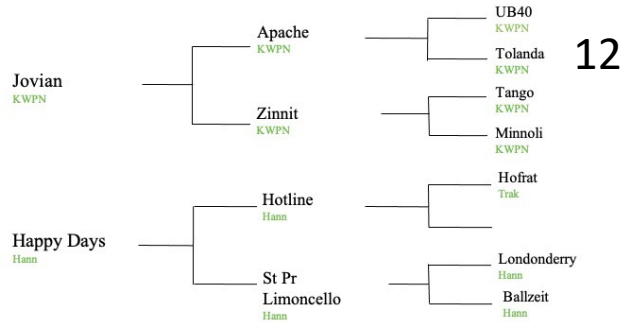 UB40
KWPN
Apache
KWPN
Tolanda
KWPN
12
Jovian
KWPN
Tango
KWPN
Zinnit
KWPN
Minnoli
KWPN
Hofrat
Trak
Hotline
Hann
Happy Days
Hann
Londonderry
Hann
St Pr
Limoncello
Hann
Ballzeit
Hann